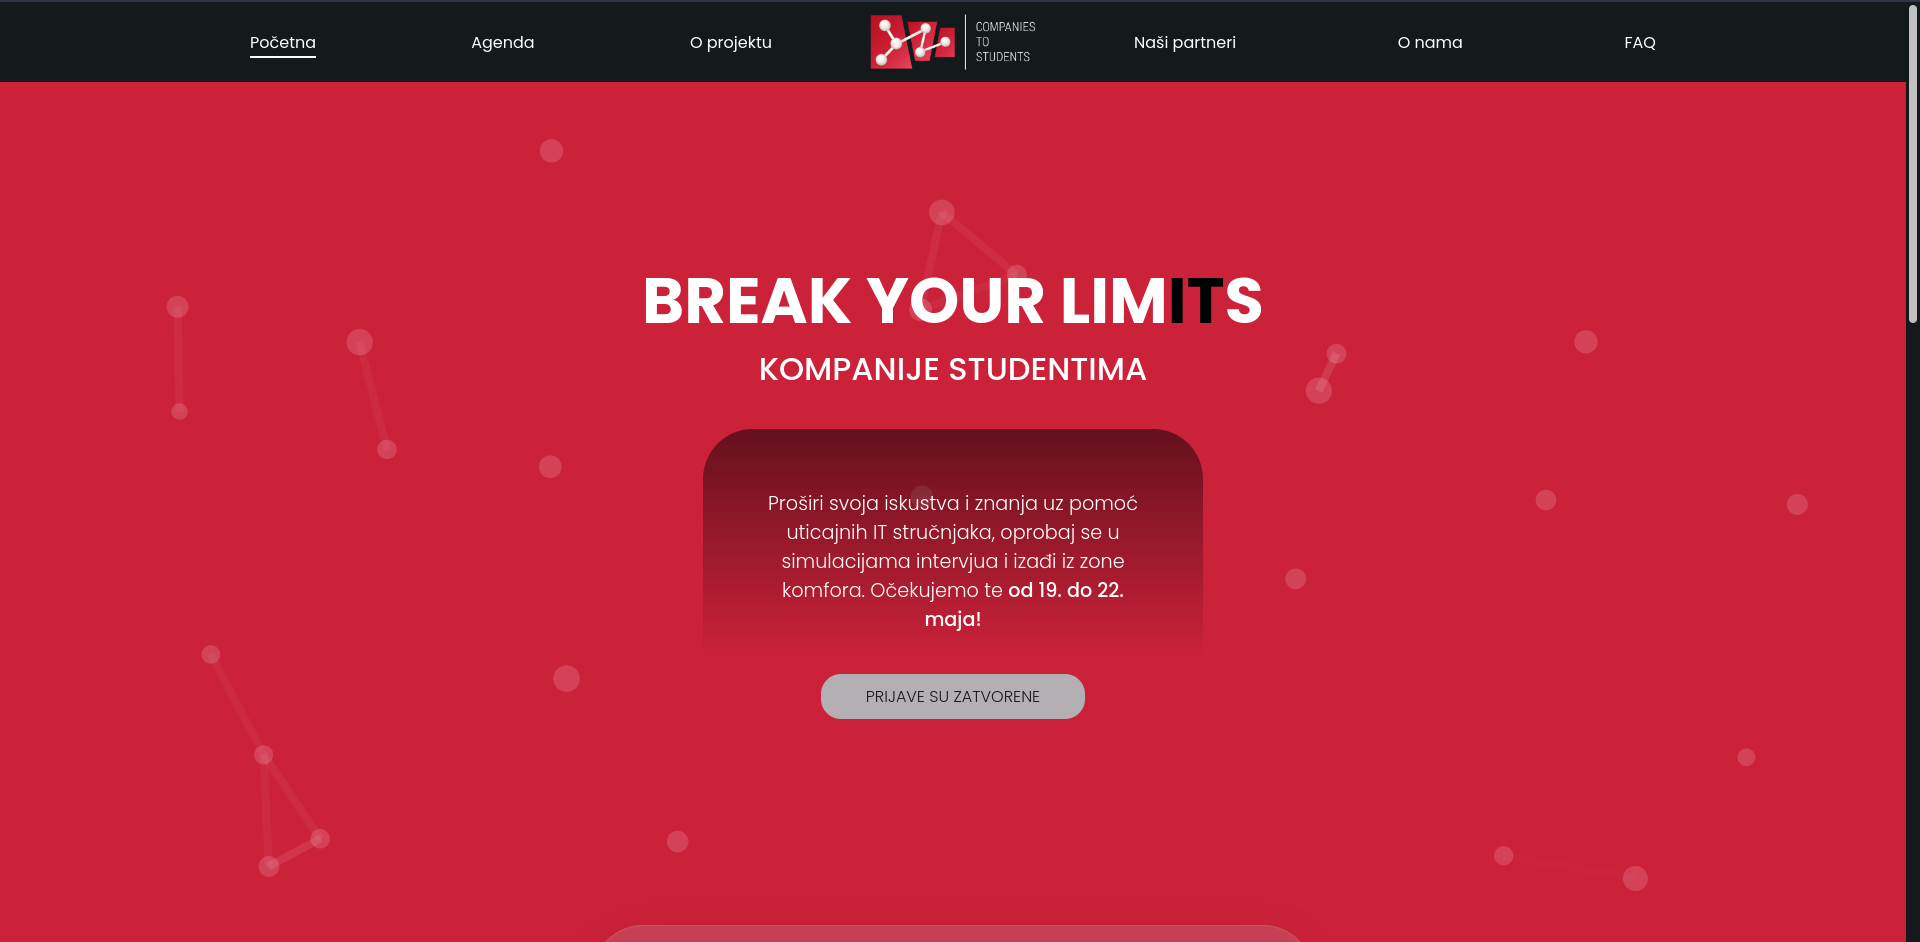 Početna
Agenda
O projektu
COMPANIES
TO
STUDENTS
Naši partneri
O nama
FAQ
BREAK YOUR LIMITS
KOMPANIJE STUDENTIMA
Proširi svoja iskustva i znanja uz pomoć
uticajnih IT stručnjaka, oprobaj se u
simulacijama intervjua i izađi iz zone
komfora. Očekujemo te od 19. do 22.
maja!
PRIJAVE SU ZATVORENE